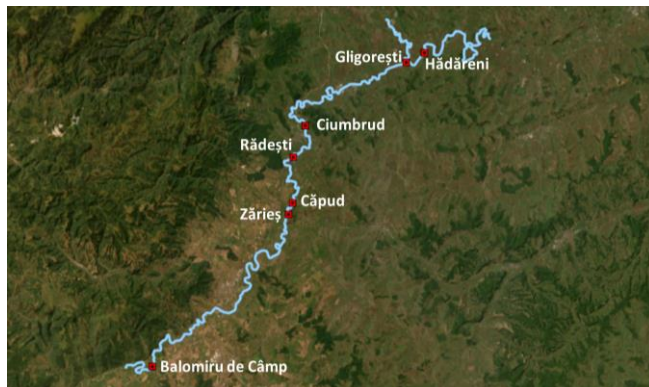 Gligorești
Hădăreni
Ciumbrud
Rădești
Căpud
Zărieș
Balomiru de Câmp